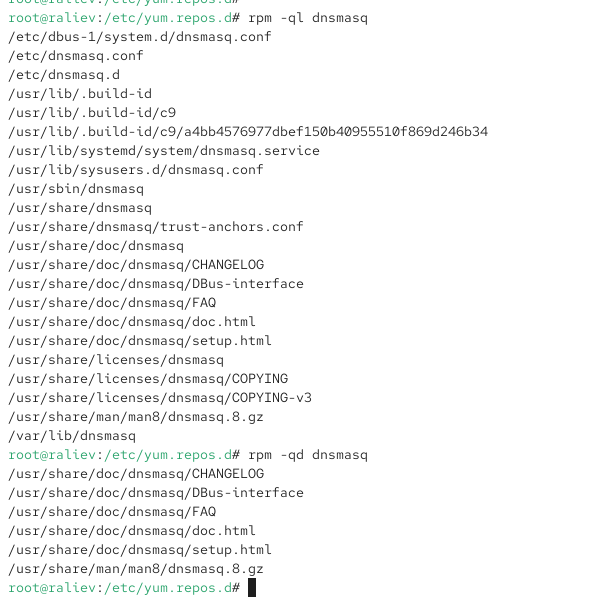 root@raliev:/etc/yum.repos.d#
root@raliev:/etc/yum.repos.d# rpm -ql dnsmasq
/etc/dbus-1/system.d/dnsmasq.conf
/etc/dnsmasq.conf
/etc/dnsmasq.d
/usr/lib/.build-id
/usr/lib/.build-id/c9
/usr/lib/.build-id/c9/a4bb4576977dbef150b40955510f869d246b34
/usr/lib/systemd/system/dnsmasq.service
/usr/lib/sysusers.d/dnsmasq.conf
/usr/sbin/dnsmasq
/usr/share/dnsmasq
/usr/share/dnsmasq/trust-anchors.conf
/usr/share/doc/dnsmasq
/usr/share/doc/dnsmasq/CHANGELOG
/usr/share/doc/dnsmasq/DBus-interface
/usr/share/doc/dnsmasq/FAQ
/usr/share/doc/dnsmasq/doc.html
/usr/share/doc/dnsmasq/setup.html
/usr/share/licenses/dnsmasq
/usr/share/licenses/dnsmasq/COPYING
/usr/share/licenses/dnsmasq/COPYING-v3
/usr/share/man/man8/dnsmasq.8.gz
/var/lib/dnsmasq
root@raliev:/etc/yum.repos.d# rpm -qd dnsmasq
/usr/share/doc/dnsmasq/CHANGELOG
/usr/share/doc/dnsmasq/DBus-interface
/usr/share/doc/dnsmasq/FAQ
/usr/share/doc/dnsmasq/doc.html
/usr/share/doc/dnsmasq/setup.html
/usr/share/man/man8/dnsmasq.8.gz
root@raliev:/etc/yum.repos.d#